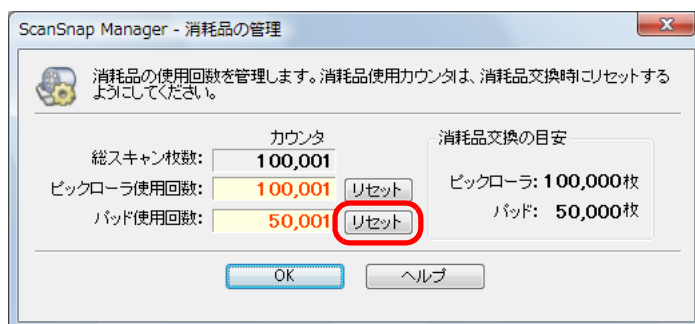 ScanSnap Manager - 消耗品の管理
消耗品の使用回数を管理します。消耗品使用カウンタは、消耗品交換時にリセットする
ようにしてください。
カウンタ
総スキャン枚数: 100,001
ピックローラ使用回数: 100,001 リセット
パッド使用回数: 50,001 リセット
消耗品交換の目安
ピックローラ: 100,000枚
パッド: 50,000枚
OK ヘルプ